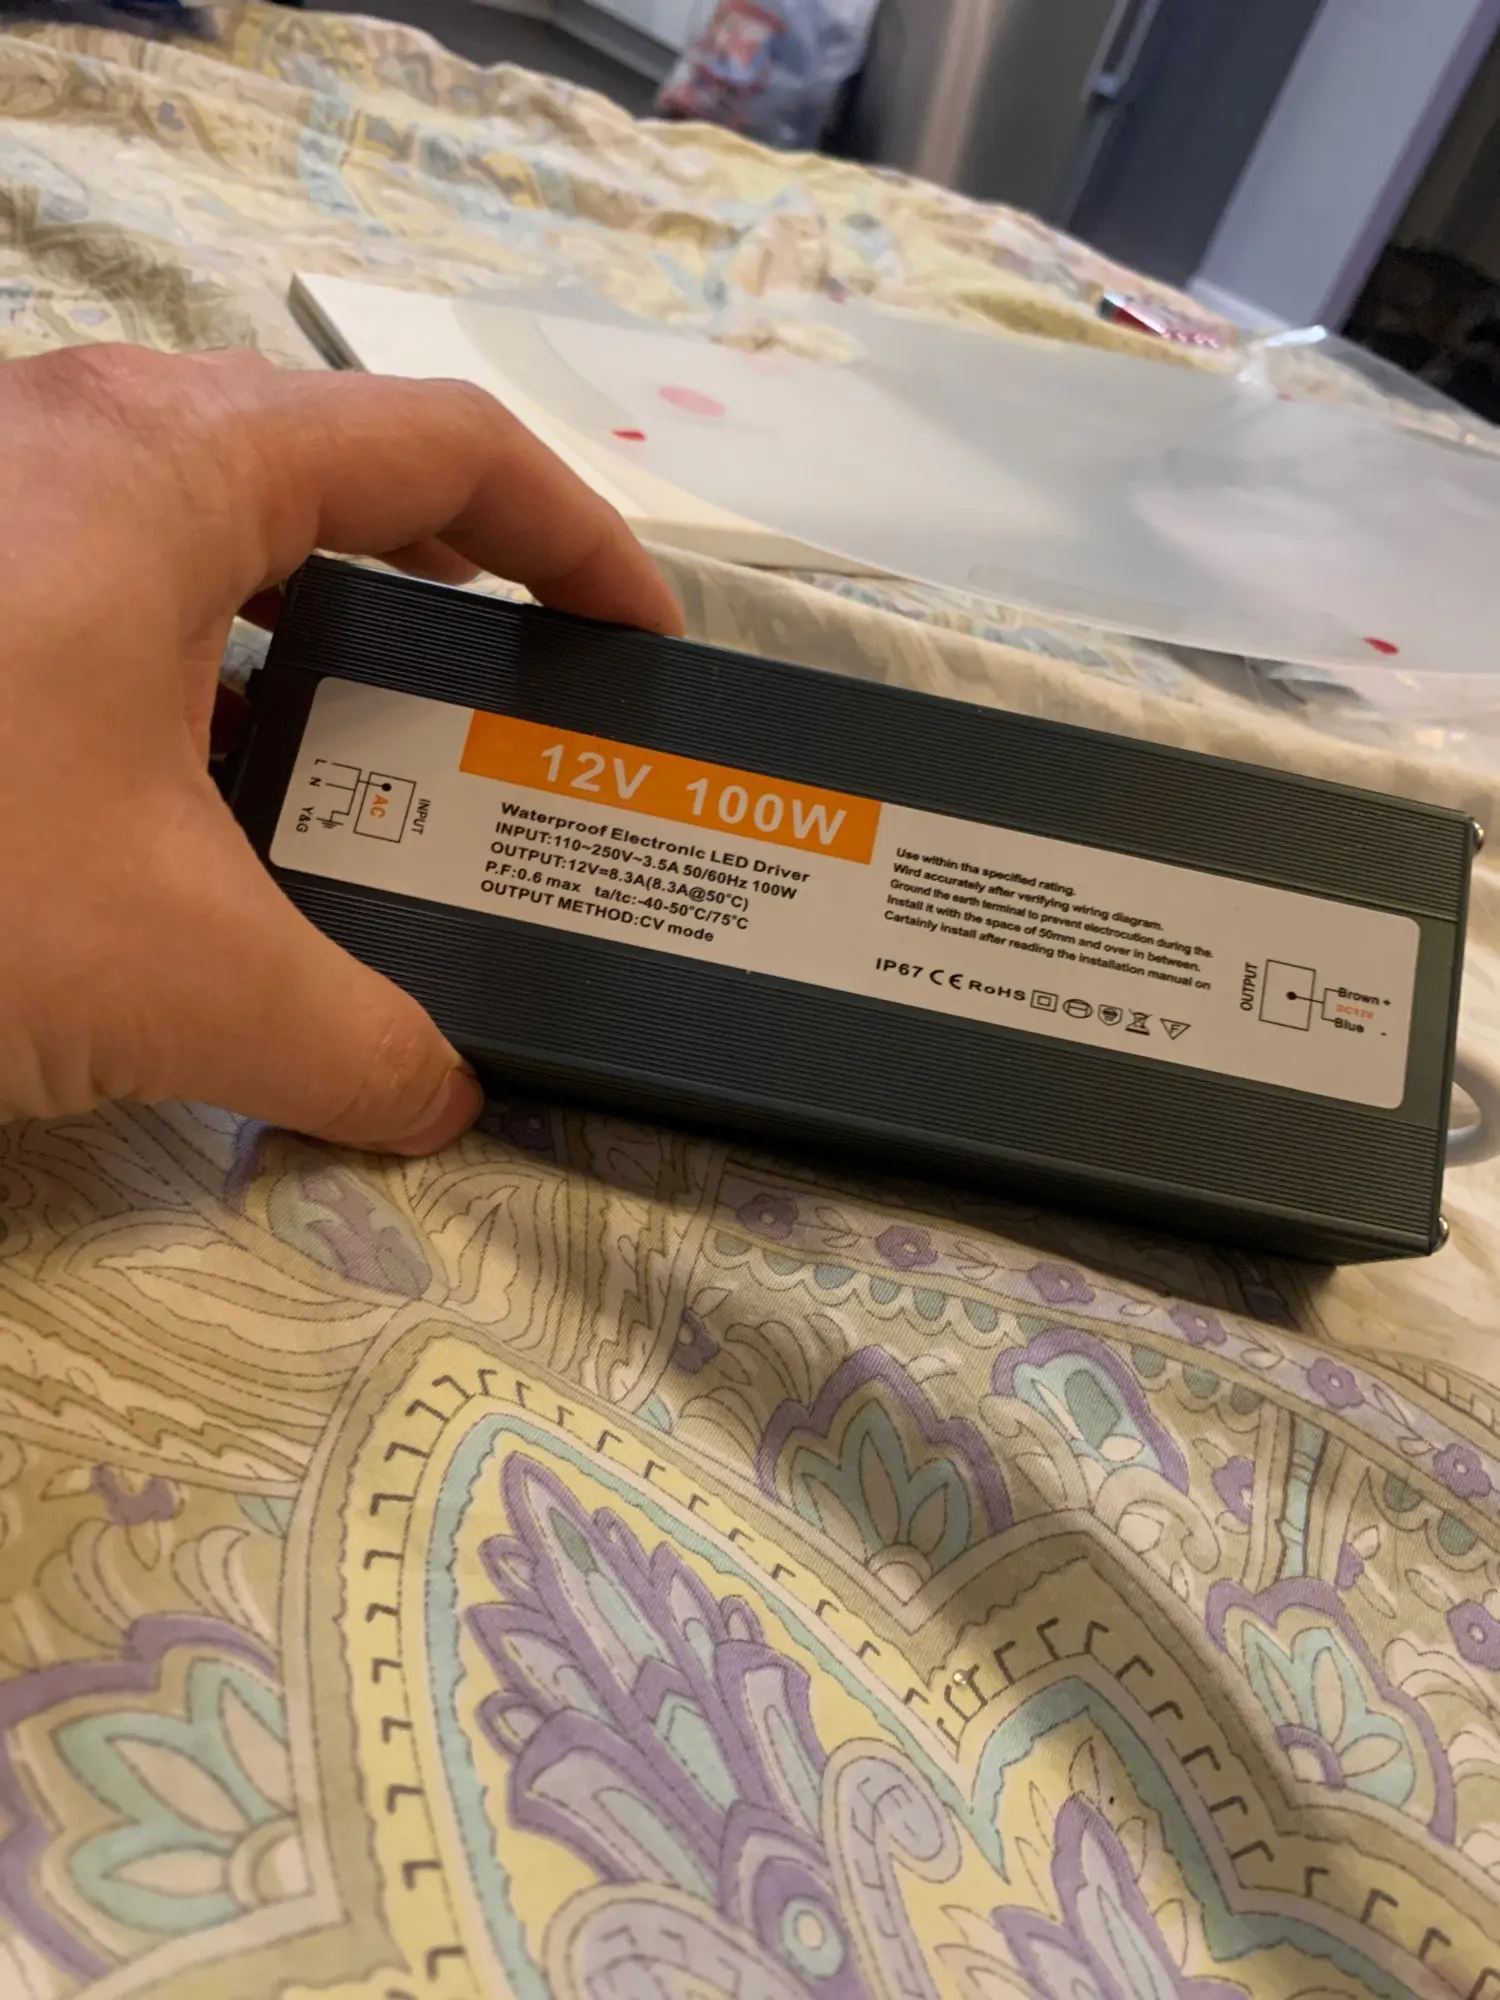 12V 100W
Waterproof Electronic LED Driver
INPUT:110~250V~3.5A 50/60Hz 100W
OUTPUT:12V=8.3A(8.3A@50°C)
P.F:0.6 max ta/tc:-40-50°C/75°C
OUTPUT METHOD:CV mode
L
N
Y&G
AC
INPUT
Use within tha specified rating.
Wird accurately after verifying wiring diagram.
Ground the earth terminal to prevent electrocution during the.
Install it with the space of 50mm and over in between.
Cartainly install after reading the installation manual on
IP67 CE RoHS
F
OUTPUT
Brown +
DC12V
Blue -